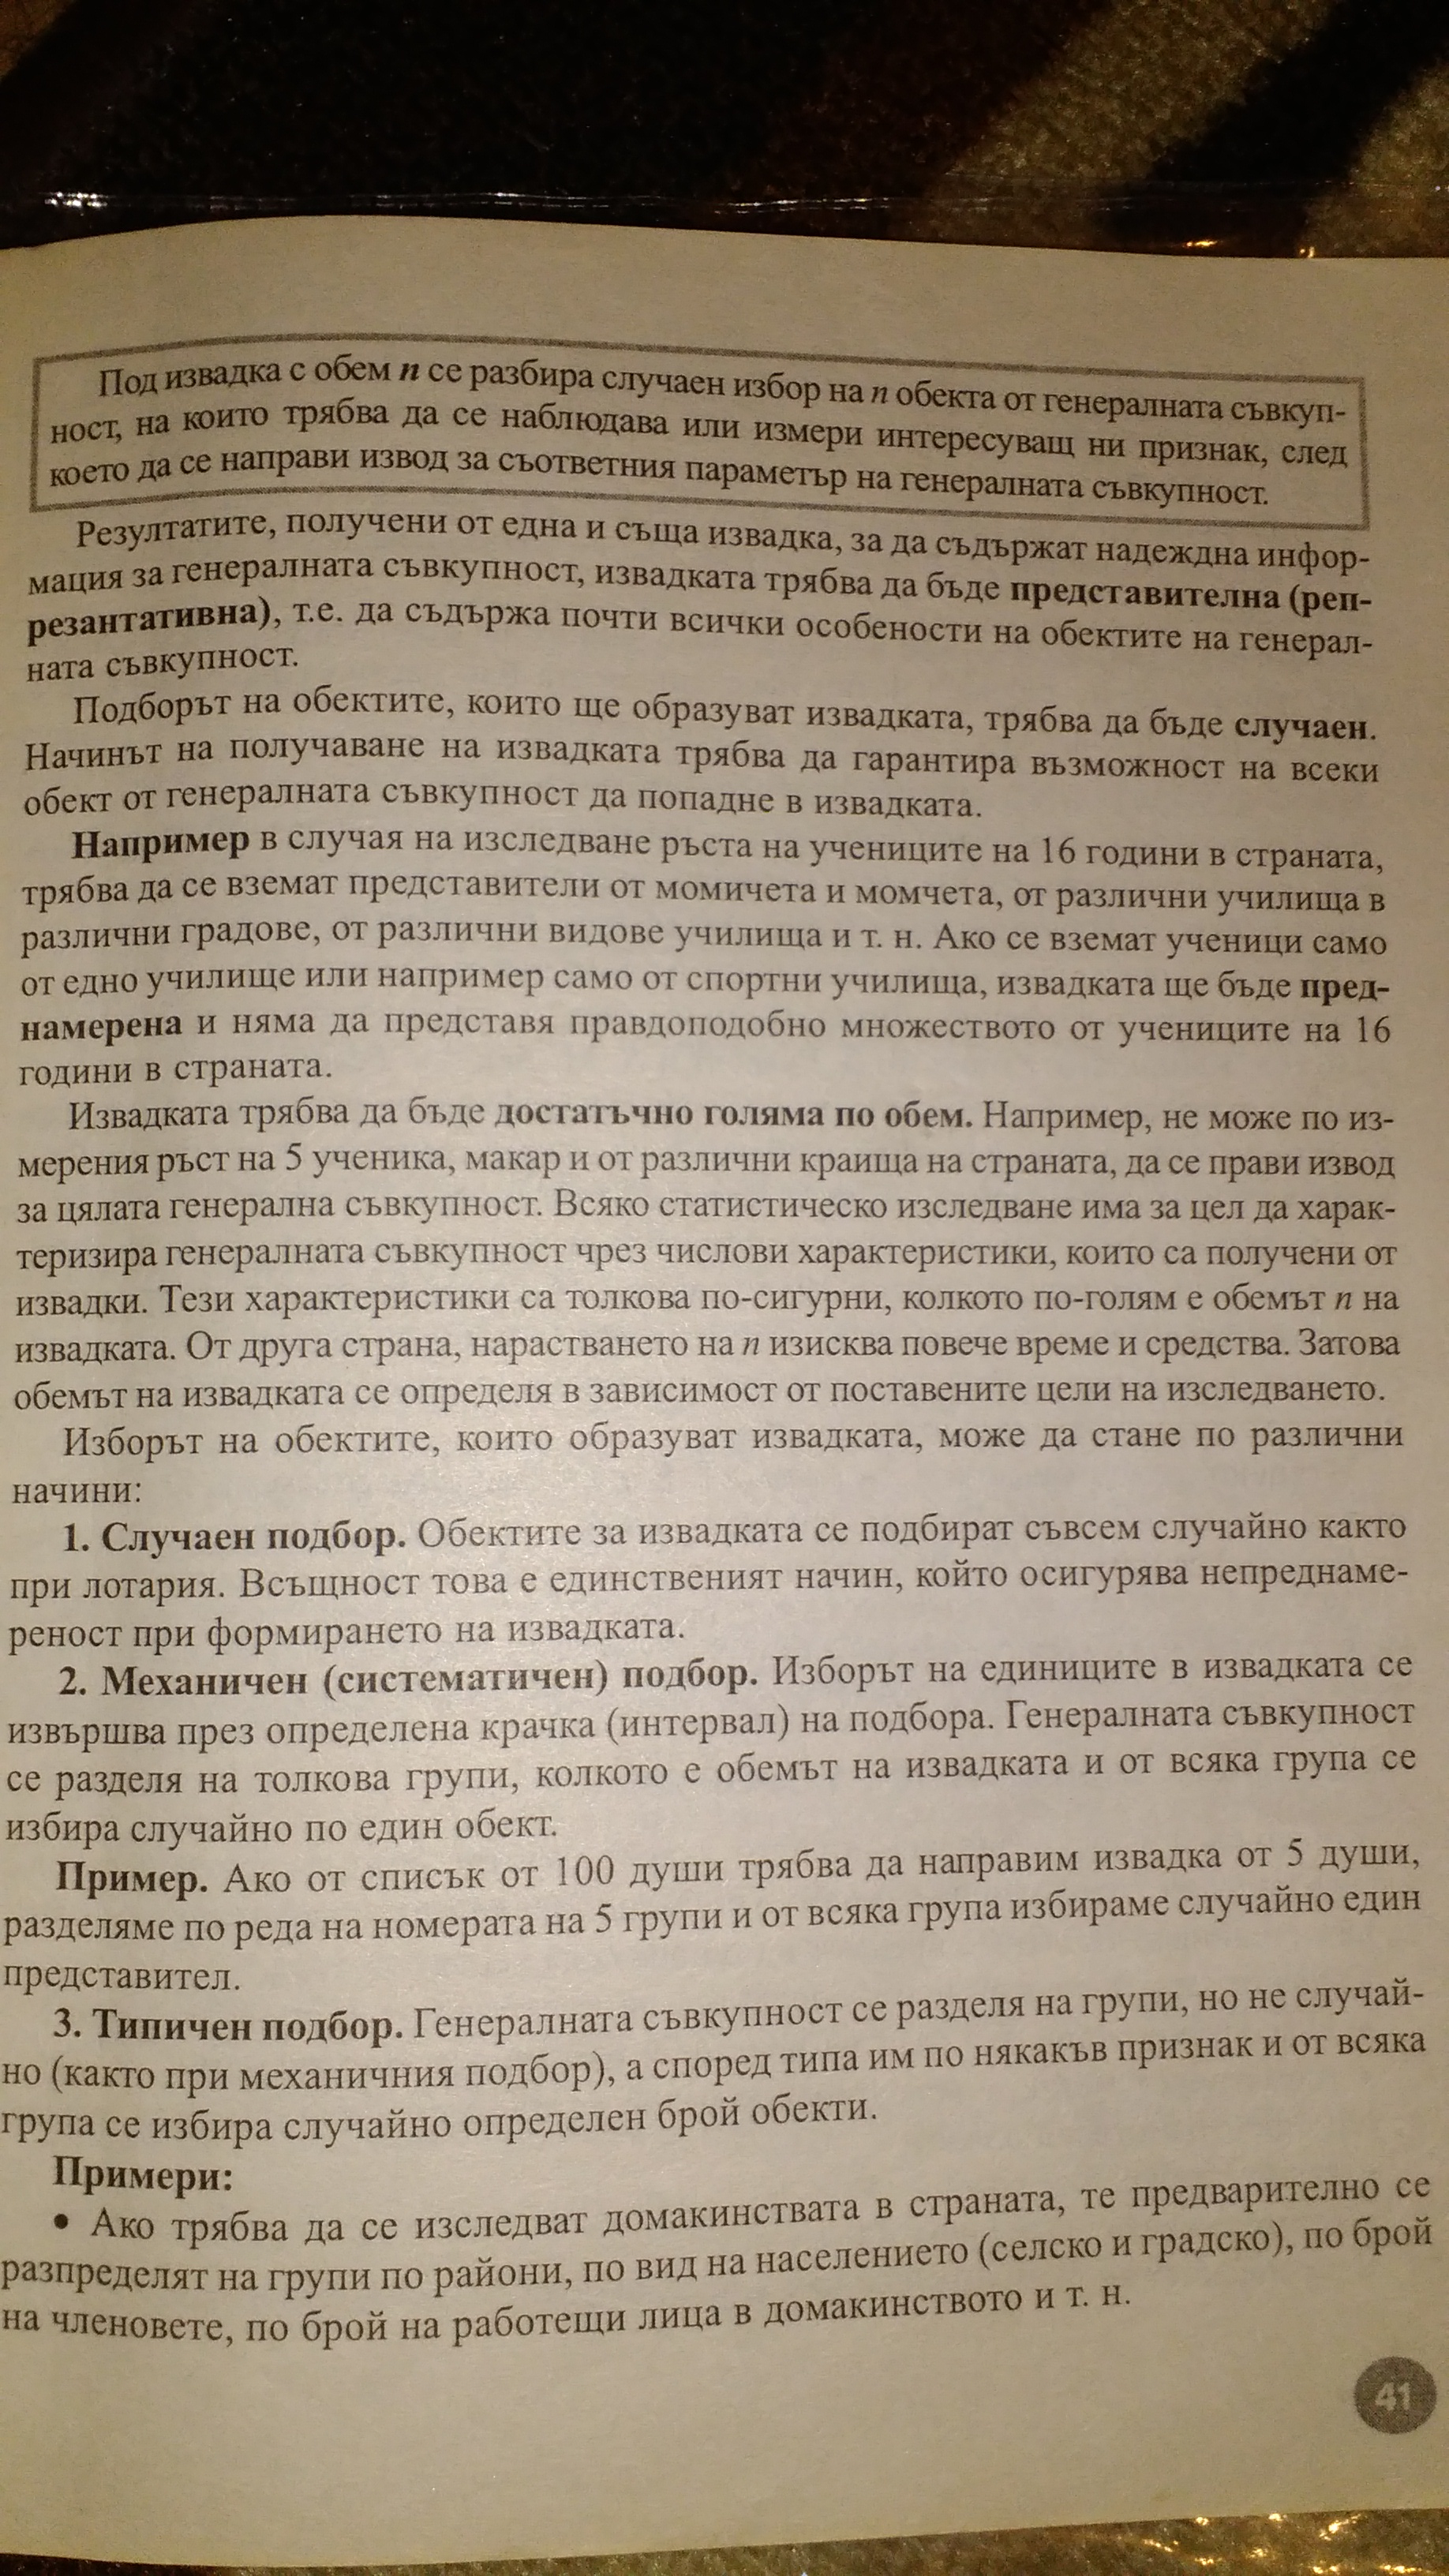 Под извадка с обем n се разбира случаен избор на n обекта от генералната съвкуп-
ност, на които трябва да се наблюдава или измери интересуващ ни признак, след
което да се направи извод за съответния параметър на генералната съвкупност.
Резултатите, получени от една и съща извадка, за да съдържат надеждна инфор-
мация за генералната съвкупност, извадката трябва да бъде представителна (реп-
резантативна), т.е. да съдържа почти всички особености на обектите на генерал-
ната съвкупност.
Подборът на обектите, които ще образуват извадката, трябва да бъде случаен.
Начинът на получаване на извадката трябва да гарантира възможност на всеки
обект от генералната съвкупност да попадне в извадката.
Например в случая на изследване ръста на учениците на 16 години в страната,
трябва да се вземат представители от момичета и момчета, от различни училища в
различни градове, от различни видове училища и т. н. Ако се вземат ученици само
от едно училище или например само от спортни училища, извадката ще бъде пред-
намерена и няма да представя правдоподобно множеството от учениците на 16
години в страната.
Извадката трябва да бъде достатъчно голяма по обем. Например, не може по из-
мерения ръст на 5 ученика, макар и от различни краища на страната, да се прави извод
за цялата генерална съвкупност. Всяко статистическо изследване има за цел да харак-
теризира генералната съвкупност чрез числови характеристики, които са получени от
извадки. Тези характеристики са толкова по-сигурни, колкото по-голям е обемът n на
извадката. От друга страна, нарастването на n изисква повече време и средства. Затова
обемът на извадката се определя в зависимост от поставените цели на изследването.
Изборът на обектите, които образуват извадката, може да стане по различни
начини:
1. Случаен подбор. Обектите за извадката се подбират съвсем случайно както
при лотария. Всъщност това е единственият начин, който осигурява непреднаме-
реност при формирането на извадката.
2. Механичен (систематичен) подбор. Изборът на единиците в извадката се
извършва през определена крачка (интервал) на подбора. Генералната съвкупност
се разделя на толкова групи, колкото е обемът на извадката и от всяка група се
избира случайно по един обект.
Пример. Ако от списък от 100 души трябва да направим извадка от 5 души,
разделяме по реда на номерата на 5 групи и от всяка група избираме случайно един
представител.
3. Типичен подбор. Генералната съвкупност се разделя на групи, но не случай-
но (както при механичния подбор), а според типа им по някакъв признак и от всяка
група се избира случайно определен брой обекти.
Примери:
• Ако трябва да се изследват домакинствата в страната, те предварително се
разпределят на групи по райони, по вид на населението (селско и градско), по брой
на членовете, по брой на работещи лица в домакинството и т. н.
41